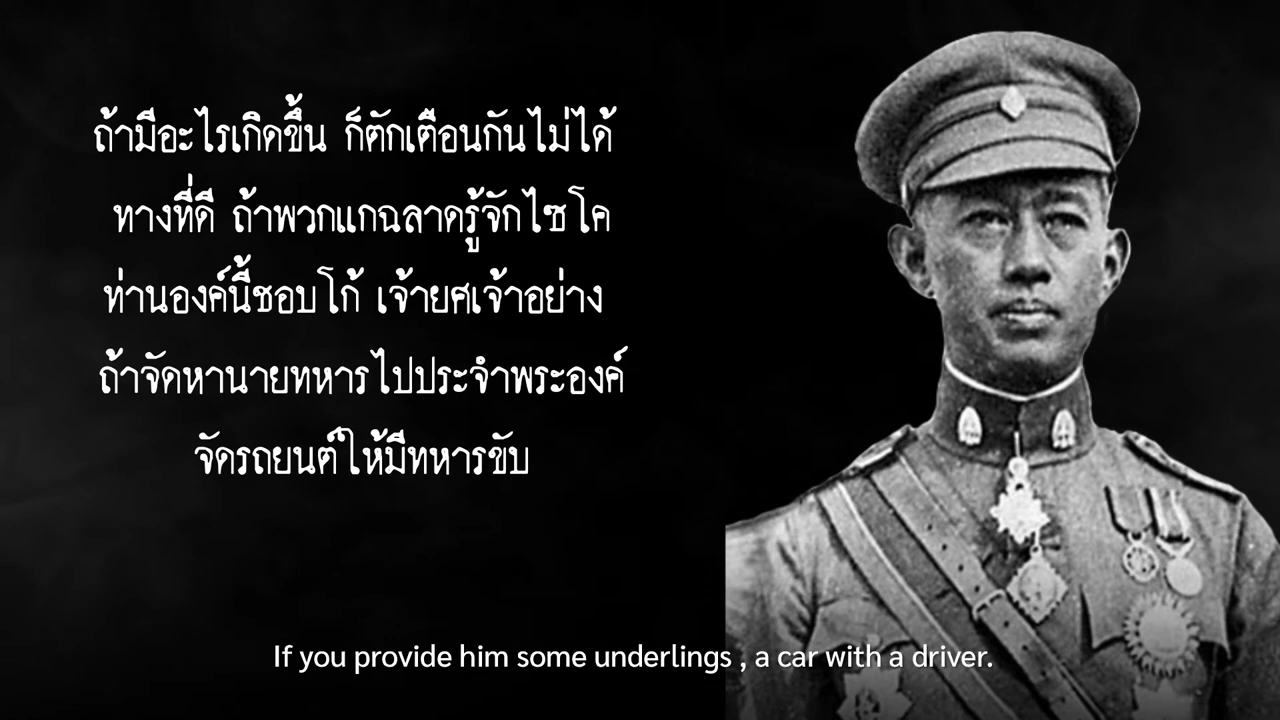 ถ้ามีอะไรเกิดขึ้น ก็ตักเตือนกันไม่ได้
ทางที่ดี ถ้าพวกแกฉลาดรู้จักไซโค
ท่านองค์นี้ชอบโก้ เจ้ายศเจ้าอย่าง
ถ้าจัดหานายทหารไปประจำพระองค์
จัดรถยนต์ให้มีทหารขับ
If you provide him some underlings , a car with a driver.